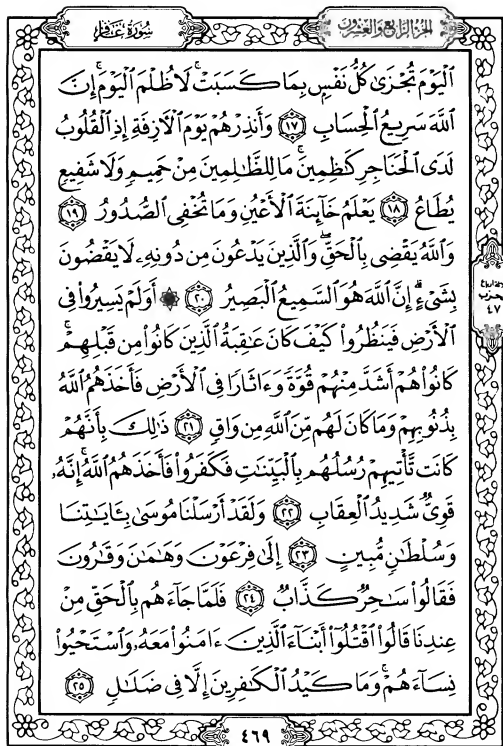 الجزء الرابع والعشرون
سورة غافر
ٱلۡيَوۡمَ تُجۡزَىٰ كُلُّ نَفۡسِۭ بِمَا كَسَبَتۡۚ لَا ظُلۡمَ ٱلۡيَوۡمَۚ إِنَّ
ٱللَّهَ سَرِيعُ ٱلۡحِسَابِ ١٧ وَأَنذِرۡهُمۡ يَوۡمَ ٱلۡأٓزِفَةِ إِذِ ٱلۡقُلُوبُ
لَدَى ٱلۡحَنَاجِرِ كَٰظِمِينَۚ مَا لِلظَّٰلِمِينَ مِنۡ حَمِيمٖ وَلَا شَفِيعٖ
يُطَاعُ ١٨ يَعۡلَمُ خَآئِنَةَ ٱلۡأَعۡيُنِ وَمَا تُخۡفِي ٱلصُّدُورُ ١٩
وَٱللَّهُ يَقۡضِي بِٱلۡحَقِّۖ وَٱلَّذِينَ يَدۡعُونَ مِن دُونِهِۦ لَا يَقۡضُونَ
بِشَيۡءٍۗ إِنَّ ٱللَّهَ هُوَ ٱلسَّمِيعُ ٱلۡبَصِيرُ ٢٠ ۞ أَوَلَمۡ يَسِيرُواْ فِي
ٱلۡأَرۡضِ فَيَنظُرُواْ كَيۡفَ كَانَ عَٰقِبَةُ ٱلَّذِينَ كَانُواْ مِن قَبۡلِهِمۡۚ
كَانُواْ هُمۡ أَشَدَّ مِنۡهُمۡ قُوَّةٗ وَءَاثَارٗا فِي ٱلۡأَرۡضِ فَأَخَذَهُمُ ٱللَّهُ
بِذُنُوبِهِمۡ وَمَا كَانَ لَهُم مِّنَ ٱللَّهِ مِن وَاقٖ ٢١ ذَٰلِكَ بِأَنَّهُمۡ
كَانَت تَّأۡتِيهِمۡ رُسُلُهُم بِٱلۡبَيِّنَٰتِ فَكَفَرُواْ فَأَخَذَهُمُ ٱللَّهُۚ إِنَّهُۥ
قَوِيّٞ شَدِيدُ ٱلۡعِقَابِ ٢٢ وَلَقَدۡ أَرۡسَلۡنَا مُوسَىٰ بِـَٔايَٰتِنَا
وَسُلۡطَٰنٖ مُّبِينٍ ٢٣ إِلَىٰ فِرۡعَوۡنَ وَهَٰمَٰنَ وَقَٰرُونَ
فَقَالُواْ سَٰحِرٞ كَذَّابٞ ٢٤ فَلَمَّا جَآءَهُم بِٱلۡحَقِّ مِنۡ
عِندِنَا قَالُواْ ٱقۡتُلُوٓاْ أَبۡنَآءَ ٱلَّذِينَ ءَامَنُواْ مَعَهُۥ وَٱسۡتَحۡيُواْ
نِسَآءَهُمۡۚ وَمَا كَيۡدُ ٱلۡكَٰفِرِينَ إِلَّا فِي ضَلَٰلٖ ٢٥
حزب
٤٧
٤٦٩